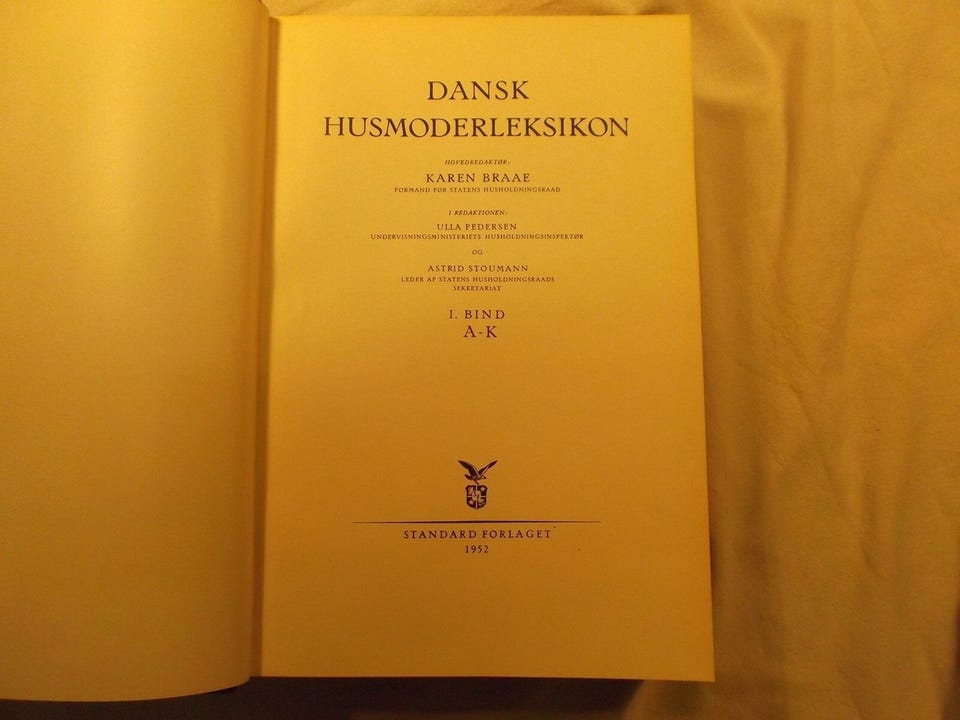 DANSK
HUSMODERLEKSIKON
HOVEDREDAKTØR:
KAREN BRAAE
FORMAND FOR STATENS HUSHOLDNINGSRAAD
I REDAKTIONEN:
ULLA PEDERSEN
UNDERVISNINGSMINISTERIETS HUSHOLDNINGSINSPEKTØR
OG
ASTRID STOUMANN
LEDER AF STATENS HUSHOLDNINGSRAADS
SEKRETARIAT
I. BIND
A-K
STANDARD FORLAGET
1952